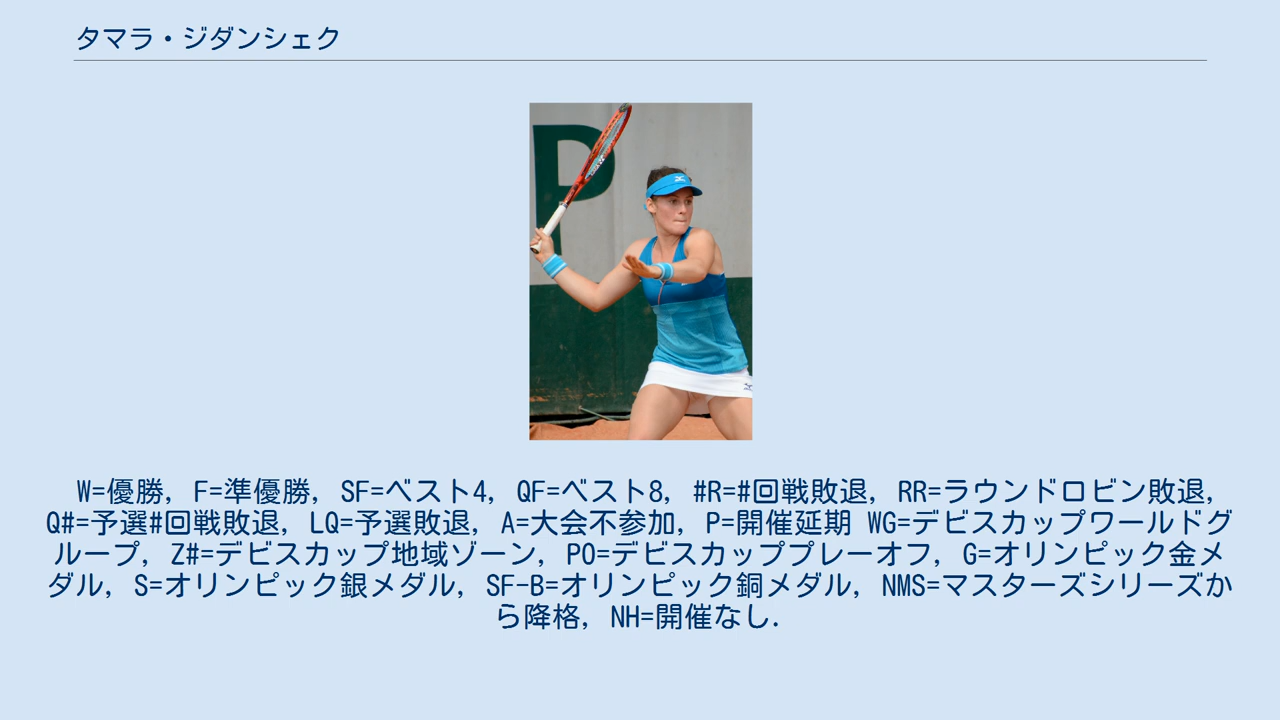 タマラ・ジダンシェク
P
W=優勝, F=準優勝, SF=ベスト4, QF=ベスト8, #R=#回戦敗退, RR=ラウンドロビン敗退,
Q#=予選#回戦敗退, LQ=予選敗退, A=大会不参加, P=開催延期 WG=デビスカップワールドグ
ループ, Z#=デビスカップ地域ゾーン, PO=デビスカッププレーオフ, G=オリンピック金メ
ダル, S=オリンピック銀メダル, SF-B=オリンピック銅メダル, NMS=マスターズシリーズか
ら降格, NH=開催なし.